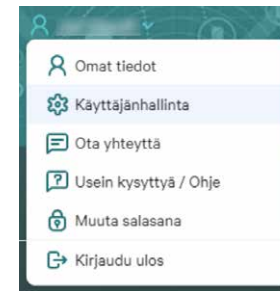 Omat tiedot
Käyttäjänhallinta
Ota yhteyttä
Usein kysyttyä / Ohje
Muuta salasana
Kirjaudu ulos